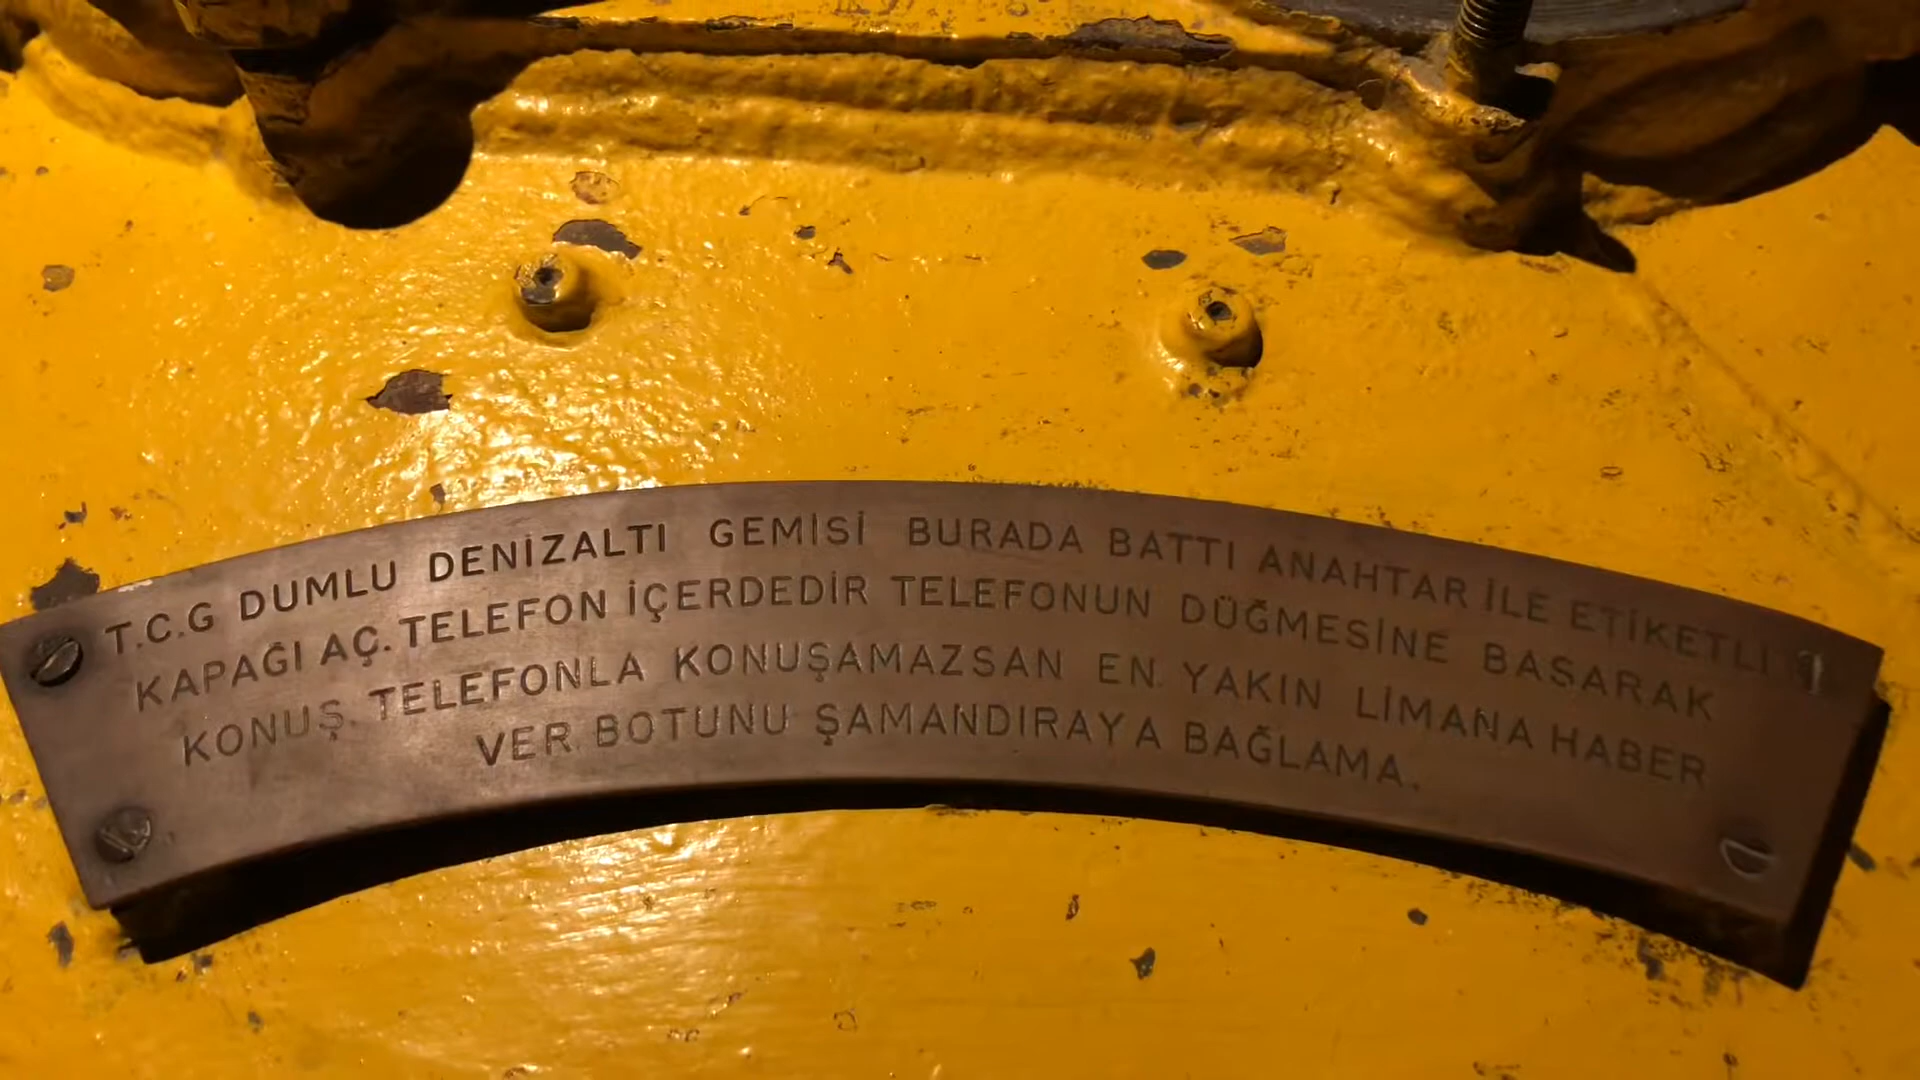 T.C.G DUMLU DENİZALTI GEMİSİ BURADA BATTI ANAHTAR İLE ETİKETLİ
KAPAĞI AÇ. TELEFON İÇERDEDİR TELEFONUN DÜĞMESİNE BASARAK
KONUŞ. TELEFONLA KONUŞAMAZSAN EN YAKIN LİMANA HABER
VER. BOTUNU ŞAMANDIRAYA BAĞLAMA.